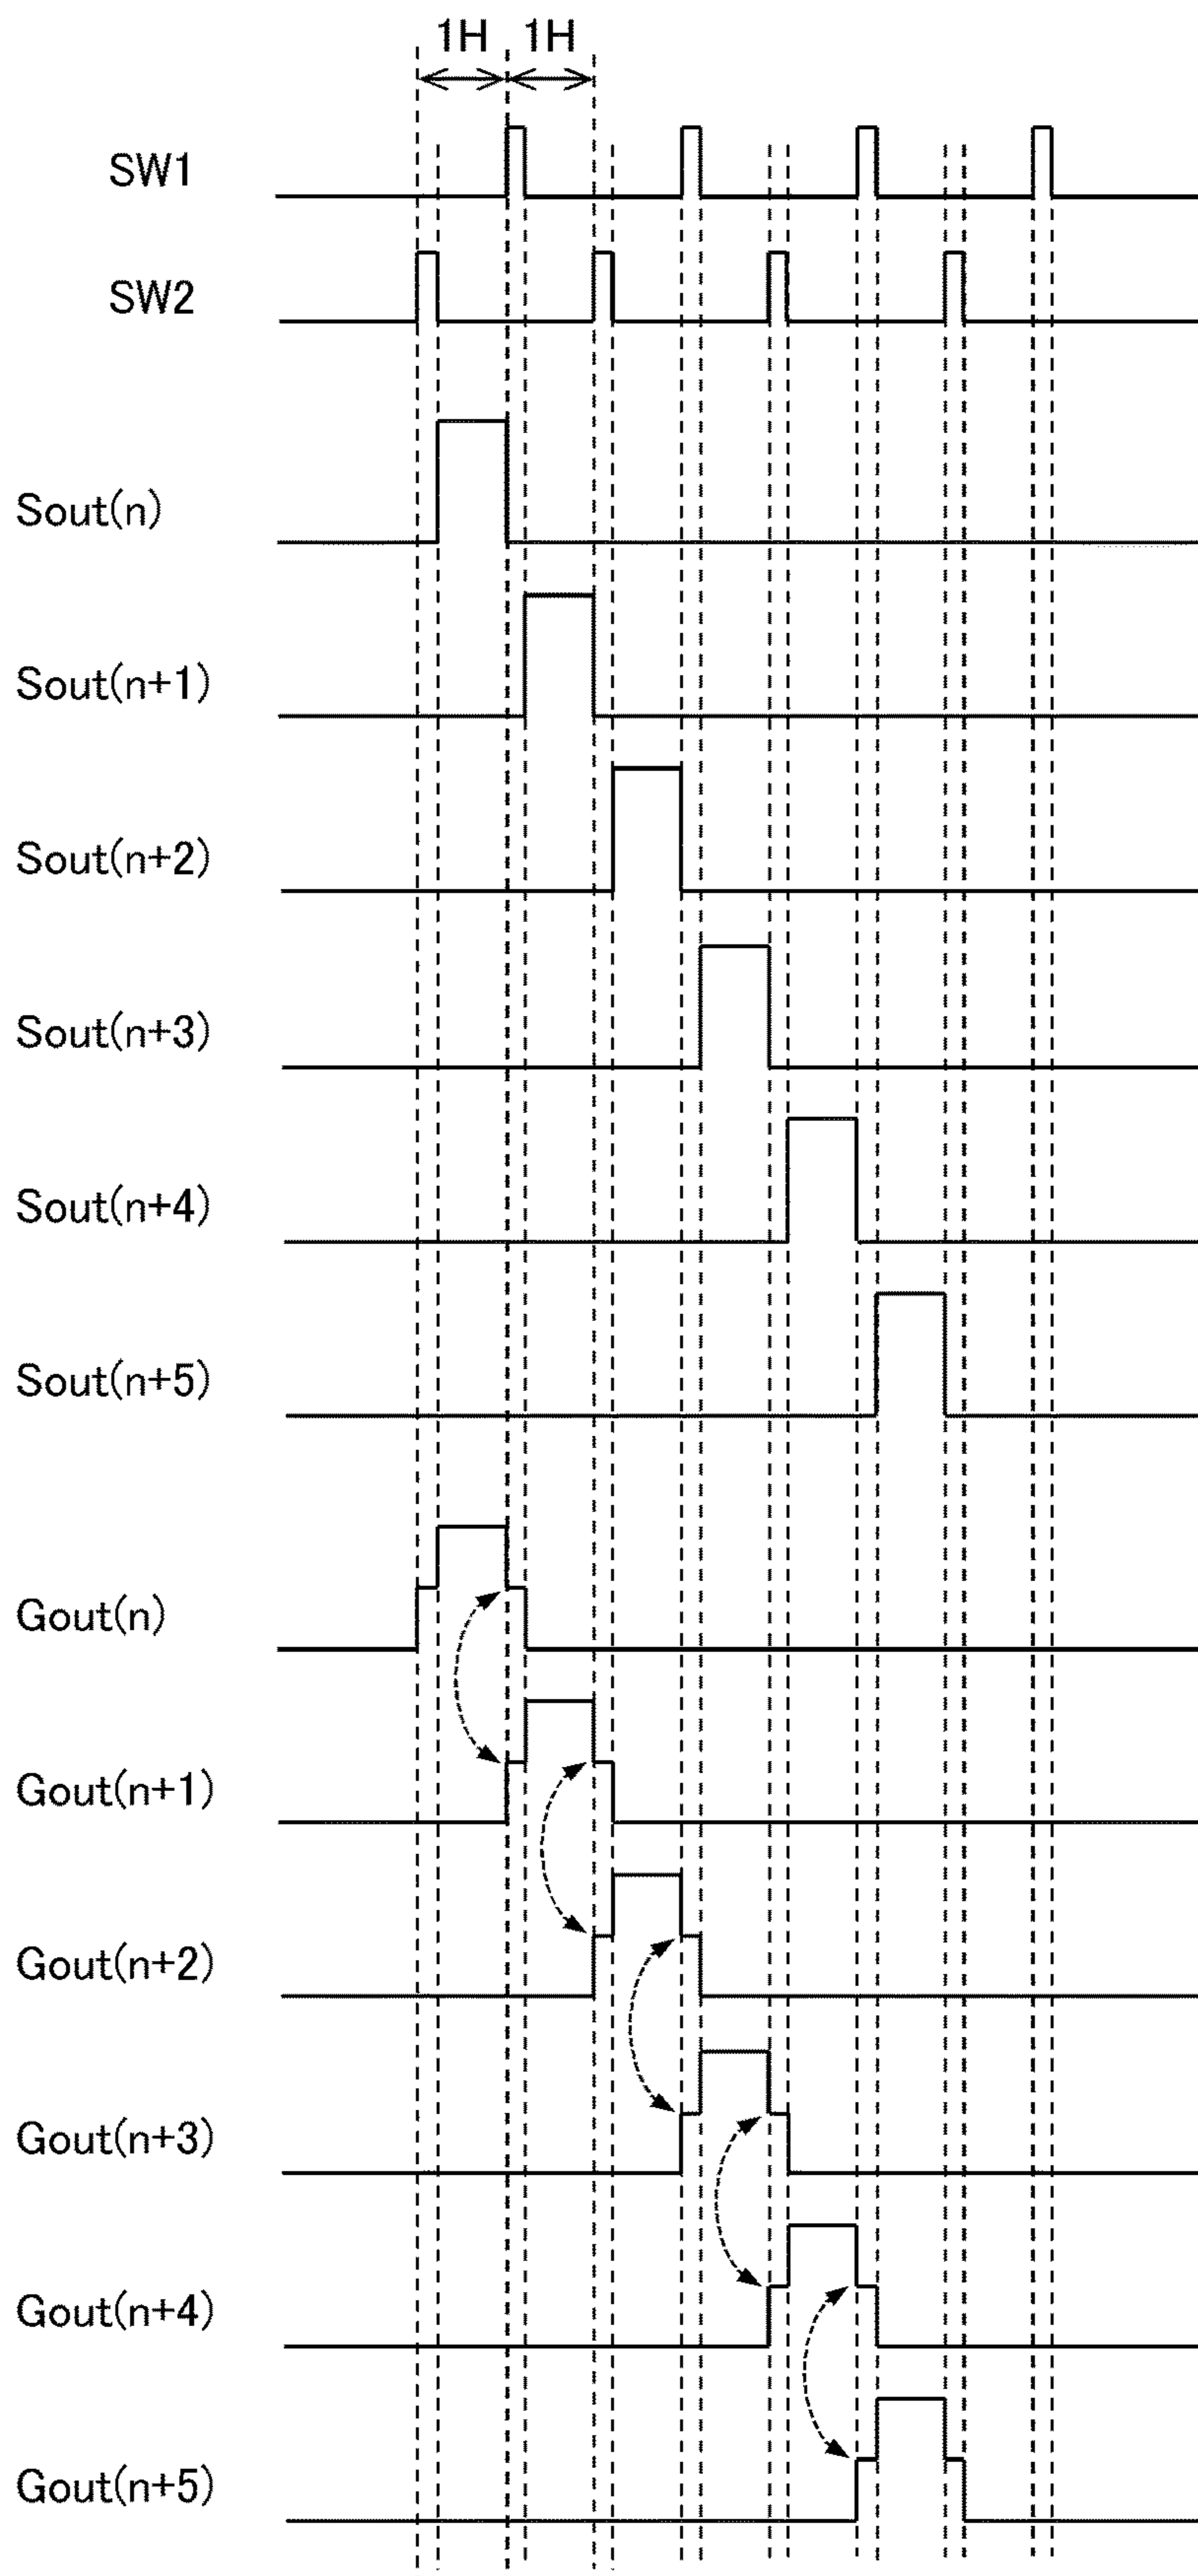 1H 1H
SW1
SW2
Sout(n)
Sout(n+1)
Sout(n+2)
Sout(n+3)
Sout(n+4)
Sout(n+5)
Gout(n)
Gout(n+1)
Gout(n+2)
Gout(n+3)
Gout(n+4)
Gout(n+5)